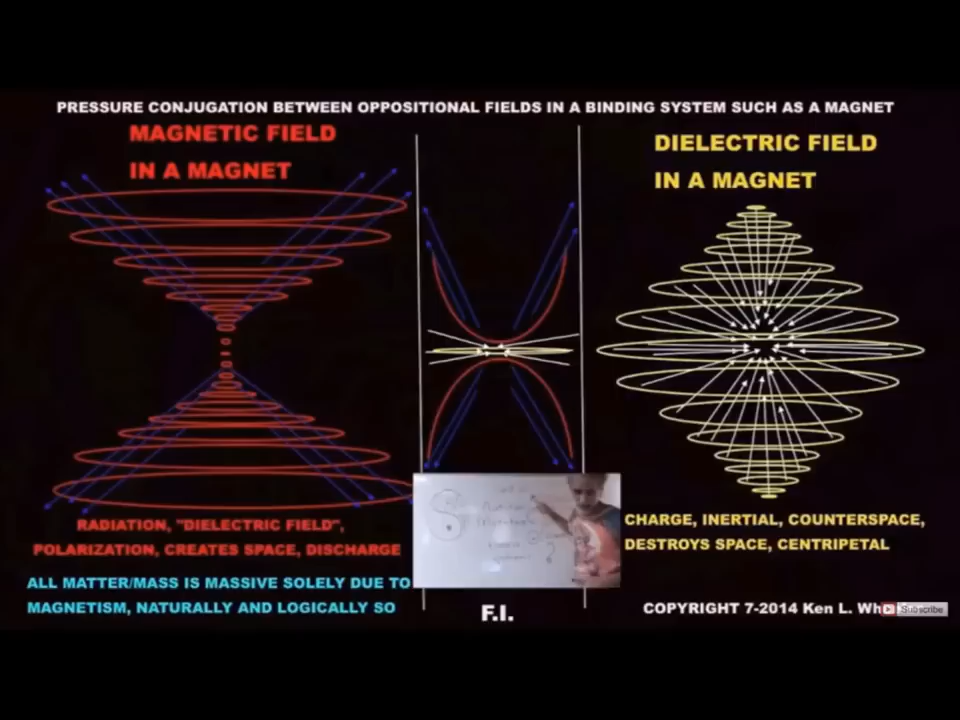 PRESSURE CONJUGATION BETWEEN OPPOSITIONAL FIELDS IN A BINDING SYSTEM SUCH AS A MAGNET
MAGNETIC FIELD
IN A MAGNET
DIELECTRIC FIELD
IN A MAGNET
RADIATION, "DIELECTRIC FIELD",
POLARIZATION, CREATES SPACE, DISCHARGE
CHARGE, INERTIAL, COUNTERSPACE,
DESTROYS SPACE, CENTRIPETAL
ALL MATTER/MASS IS MASSIVE SOLELY DUE TO
MAGNETISM, NATURALLY AND LOGICALLY SO
F.I.
COPYRIGHT 7-2014 Ken L.
Subscribe